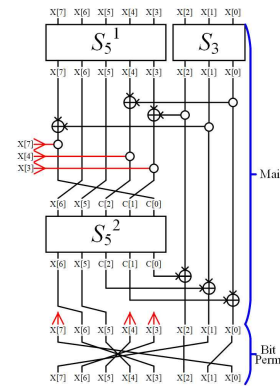 X[7] X[6] X[5] X[4] X[3] X[2] X[1] X[0]
S₅¹ S₃
X[7] X[6] X[5] X[4] X[3] X[2] X[1] X[0]
X[7]
X[4]
X[3]
Mai
X[6] X[5] C[2] C[1] C[0]
S₅²
X[6] X[5] C[2] C[1] C[0]
X[7] X[6] X[5] X[4] X[3] X[2] X[1] X[0]
Bit
Perm
X[7] X[6] X[5] X[4] X[3] X[2] X[1] X[0]